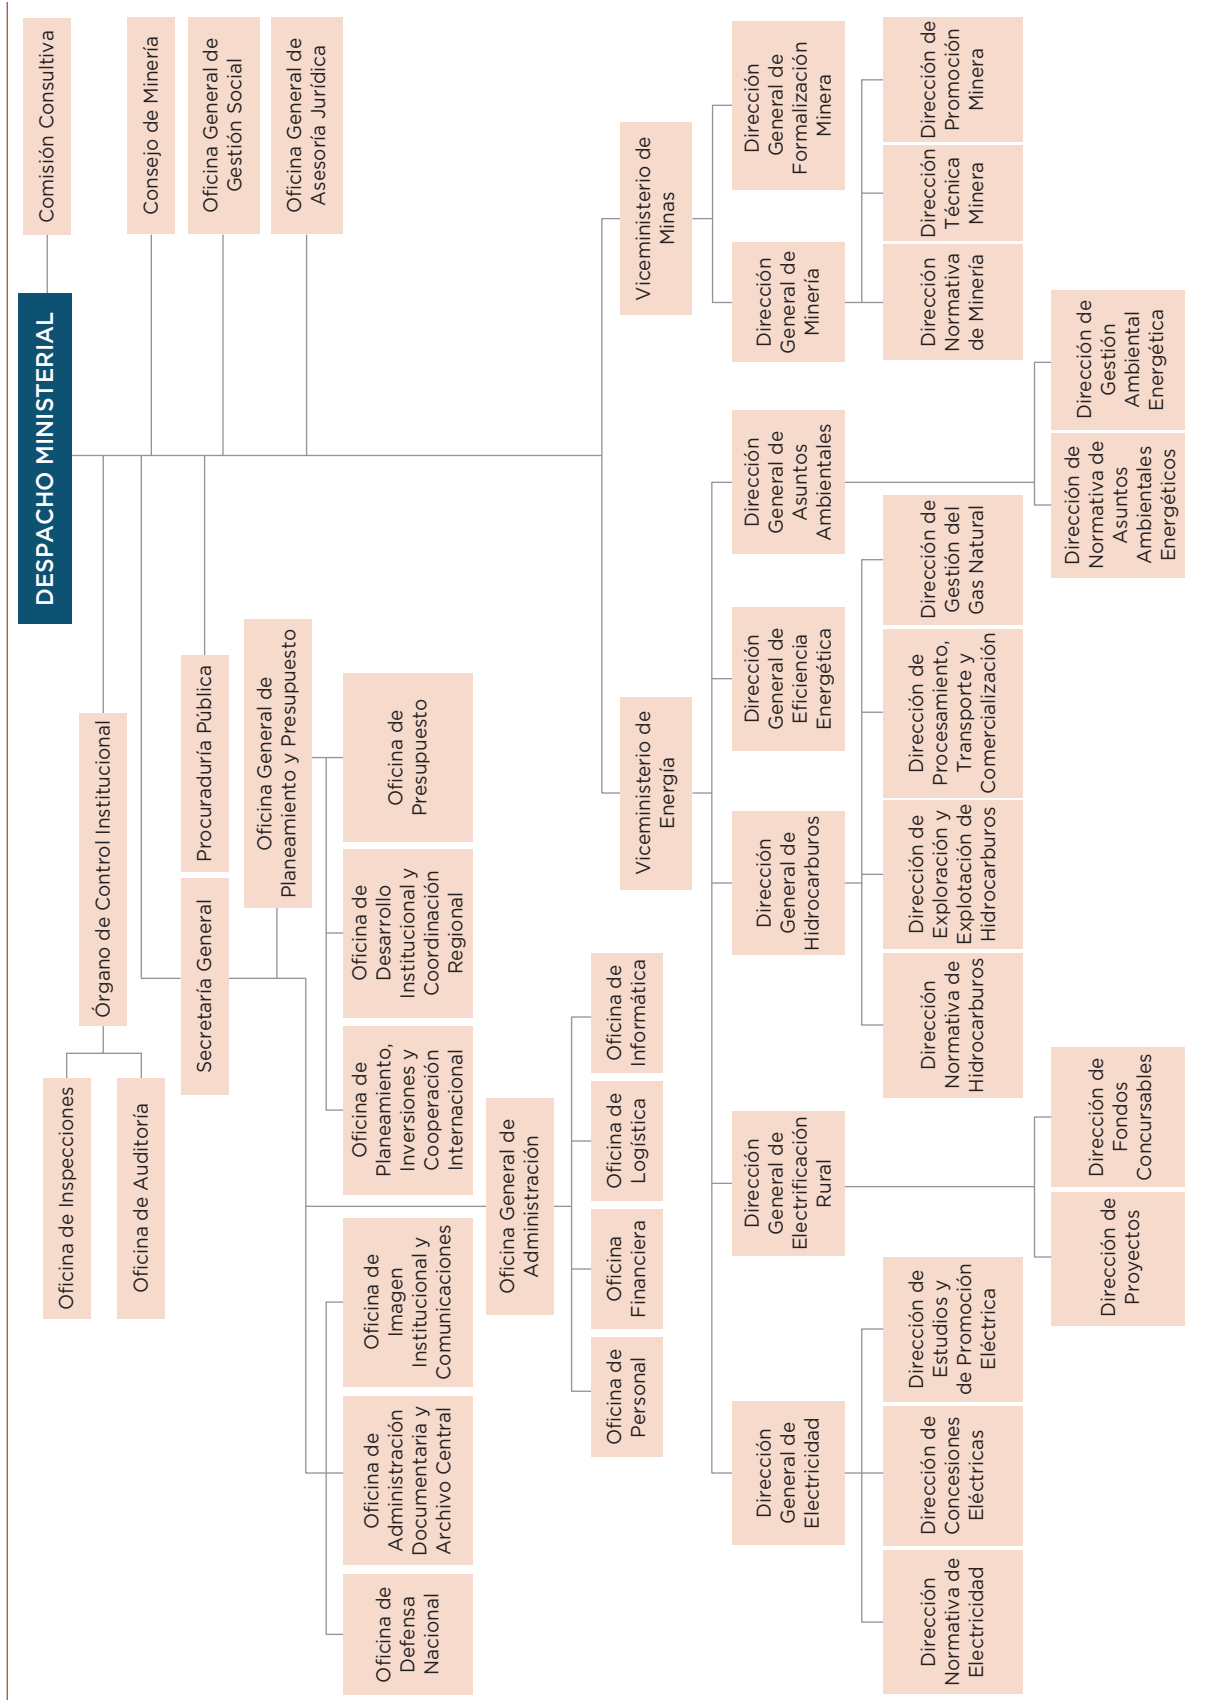 DESPACHO MINISTERIAL
Comisión Consultiva
Órgano de Control Institucional
Oficina de Inspecciones
Oficina de Auditoría
Consejo de Minería
Secretaría General
Procuraduría Pública
Oficina General de
Gestión Social
Oficina General de
Planeamiento y Presupuesto
Oficina General de
Asesoría Jurídica
Oficina de
Defensa
Nacional
Oficina de
Administración
Documentaria y
Archivo Central
Oficina de
Imagen
Institucional y
Comunicaciones
Oficina de
Planeamiento,
Inversiones y
Cooperación
Internacional
Oficina de
Desarrollo
Institucional y
Coordinación
Regional
Oficina de
Presupuesto
Oficina General de
Administración
Oficina de
Personal
Oficina
Financiera
Oficina de
Logística
Oficina de
Informática
Viceministerio de
Energía
Viceministerio de
Minas
Dirección
General de
Electricidad
Dirección
General de
Electrificación
Rural
Dirección
General de
Hidrocarburos
Dirección
General de
Eficiencia
Energética
Dirección
General de
Asuntos
Ambientales
Dirección
General de
Minería
Dirección
General de
Formalización
Minera
Dirección
Normativa de
Electricidad
Dirección de
Concesiones
Eléctricas
Dirección de
Estudios y
de Promoción
Eléctrica
Dirección
Normativa de
Hidrocarburos
Dirección de
Exploración y
Explotación de
Hidrocarburos
Dirección de
Procesamiento,
Transporte y
Comercialización
Dirección de
Gestión del
Gas Natural
Dirección
Normativa
de Minería
Dirección
Técnica
Minera
Dirección de
Promoción
Minera
Dirección de
Proyectos
Dirección de
Fondos
Concursables
Dirección de
Normativa de
Asuntos
Ambientales
Energéticos
Dirección de
Gestión
Ambiental
Energética